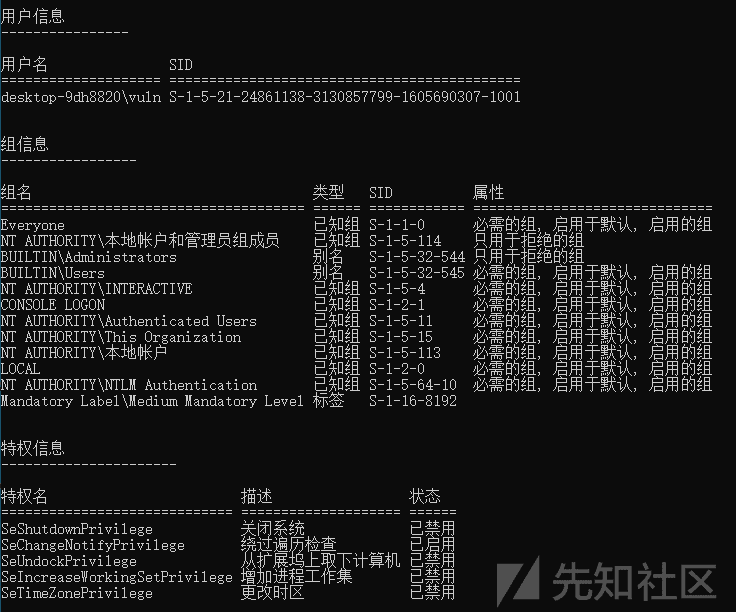 用户信息
----------------
用户名 SID
==================== ============================================
desktop-9dh8820\vuln S-1-5-21-24861138-3130857799-1605690307-1001
组信息
-----------------
组名 类型 SID 属性
====================================== ====== ============ ==============================
Everyone 已知组 S-1-1-0 必需的组, 启用于默认, 启用的组
NT AUTHORITY\本地帐户和管理员组成员 已知组 S-1-5-114 只用于拒绝的组
BUILTIN\Administrators 别名 S-1-5-32-544 只用于拒绝的组
BUILTIN\Users 别名 S-1-5-32-545 必需的组, 启用于默认, 启用的组
NT AUTHORITY\INTERACTIVE 已知组 S-1-5-4 必需的组, 启用于默认, 启用的组
CONSOLE LOGON 已知组 S-1-2-1 必需的组, 启用于默认, 启用的组
NT AUTHORITY\Authenticated Users 已知组 S-1-5-11 必需的组, 启用于默认, 启用的组
NT AUTHORITY\This Organization 已知组 S-1-5-15 必需的组, 启用于默认, 启用的组
NT AUTHORITY\本地帐户 已知组 S-1-5-113 必需的组, 启用于默认, 启用的组
LOCAL 已知组 S-1-2-0 必需的组, 启用于默认, 启用的组
NT AUTHORITY\NTLM Authentication 已知组 S-1-5-64-10 必需的组, 启用于默认, 启用的组
Mandatory Label\Medium Mandatory Level 标签 S-1-16-8192
特权信息
----------------------
特权名 描述 状态
============================= ==================== ======
SeShutdownPrivilege 关闭系统 已禁用
SeChangeNotifyPrivilege 绕过遍历检查 已启用
SeUndockPrivilege 从扩展坞上取下计算机 已禁用
SeIncreaseWorkingSetPrivilege 增加进程工作集 已禁用
SeTimeZonePrivilege 更改时区 已禁用
先知社区